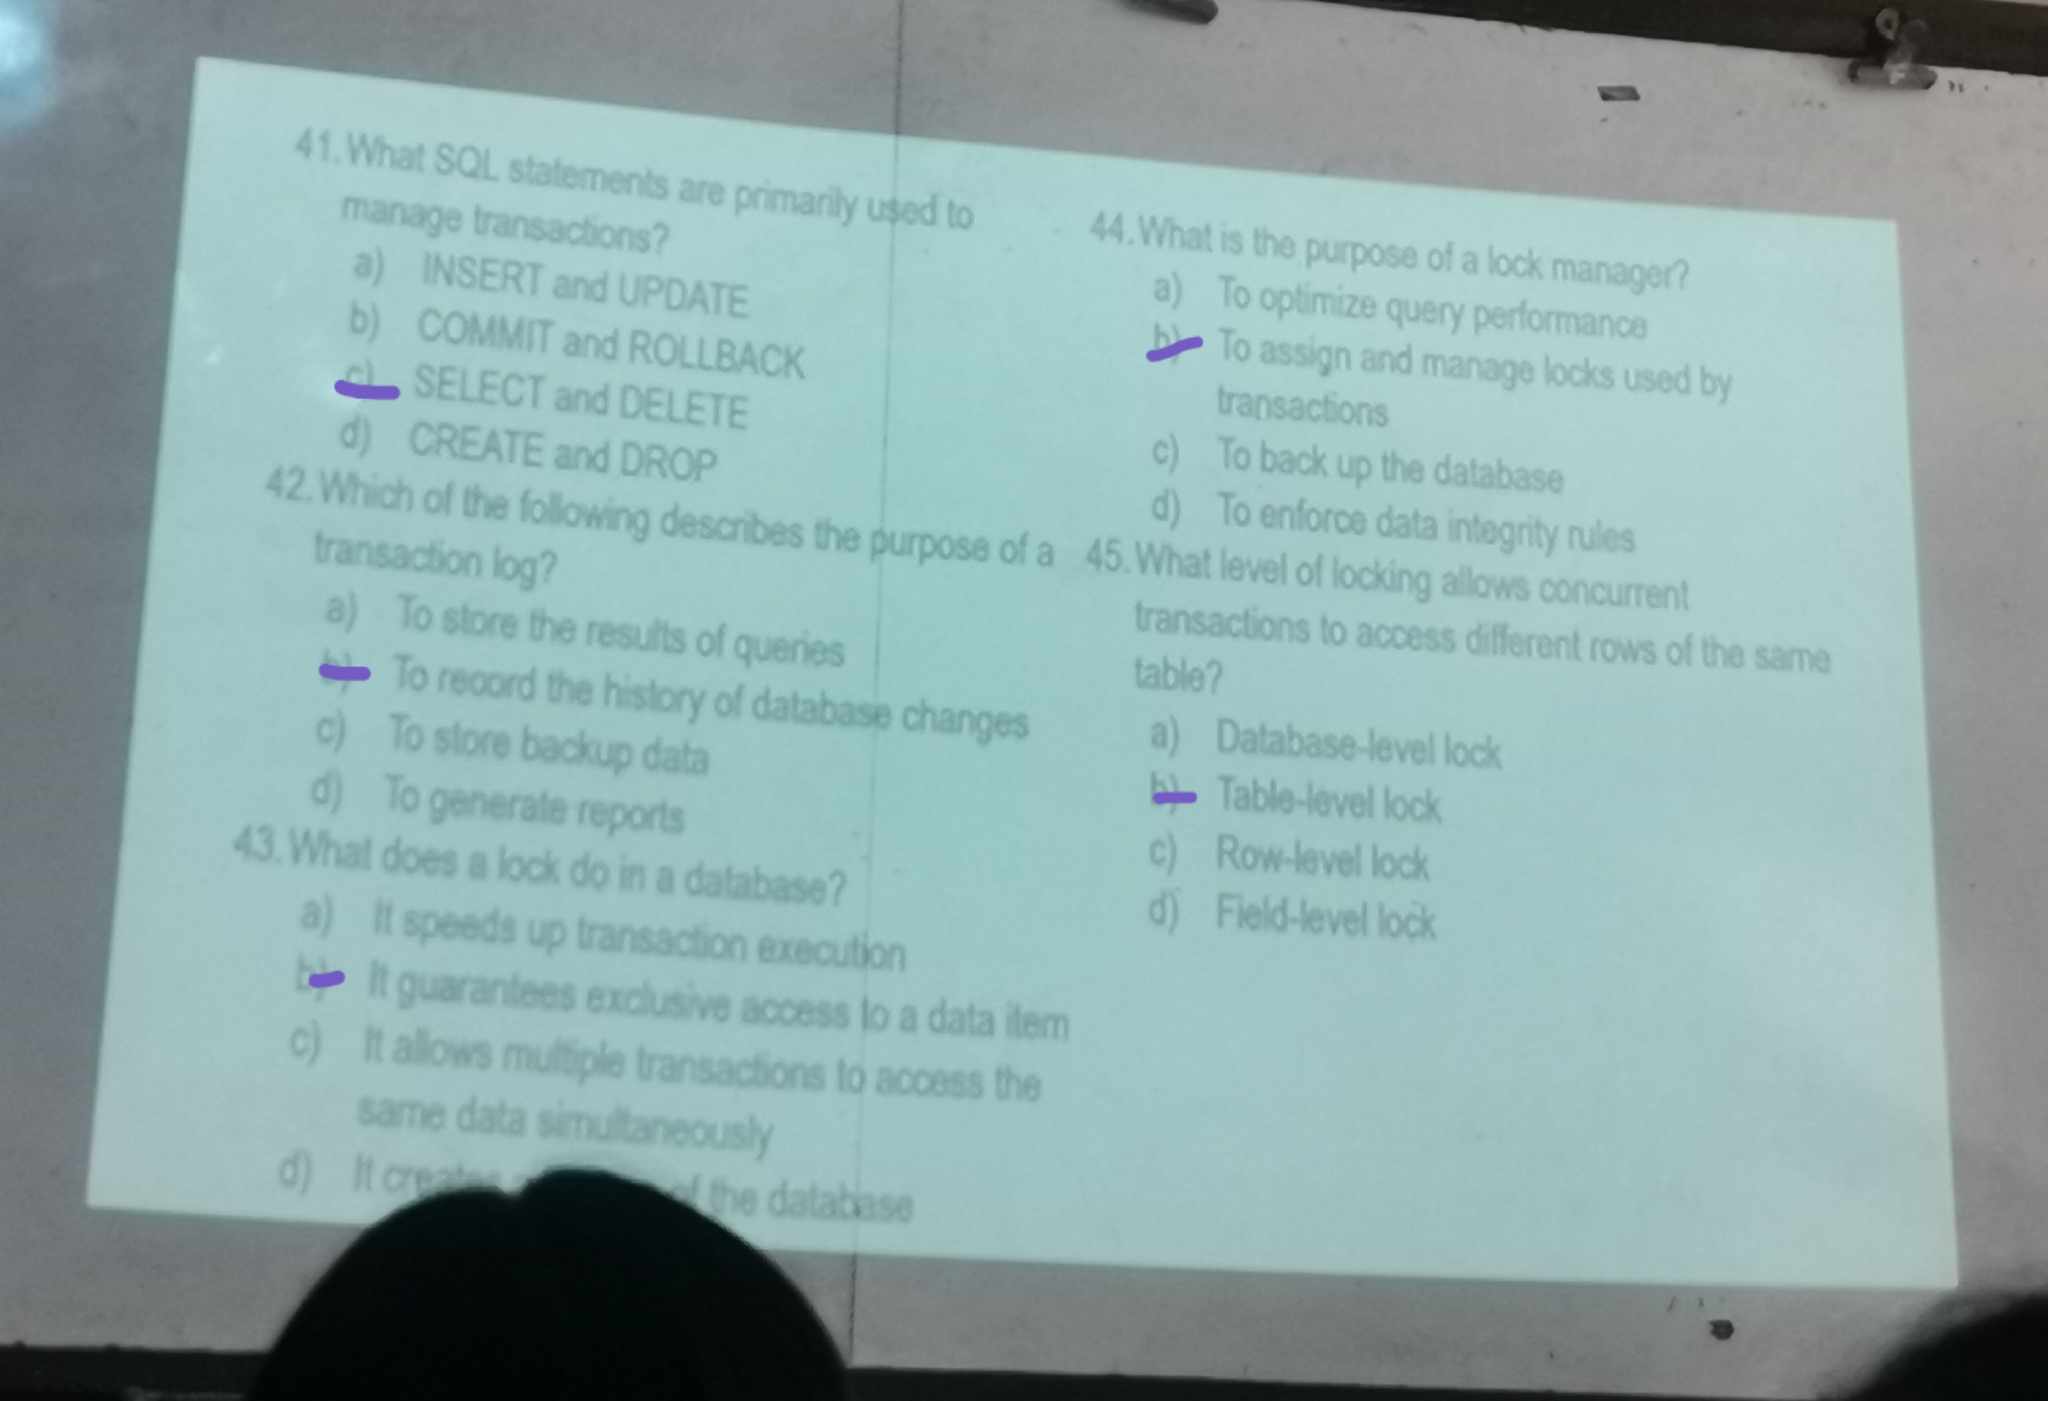 41. What SQL statements are primarily used to
manage transactions?
a) INSERT and UPDATE
b) COMMIT and ROLLBACK
c) SELECT and DELETE
d) CREATE and DROP
42. Which of the following describes the purpose of a
transaction log?
a) To store the results of queries
b) To record the history of database changes
c) To store backup data
d) To generate reports
43. What does a lock do in a database?
a) It speeds up transaction execution
b) It guarantees exclusive access to a data item
c) It allows multiple transactions to access the
same data simultaneously
d) It creates of the database
44. What is the purpose of a lock manager?
a) To optimize query performance
b) To assign and manage locks used by
transactions
c) To back up the database
d) To enforce data integrity rules
45. What level of locking allows concurrent
transactions to access different rows of the same
table?
a) Database-level lock
b) Table-level lock
c) Row-level lock
d) Field-level lock